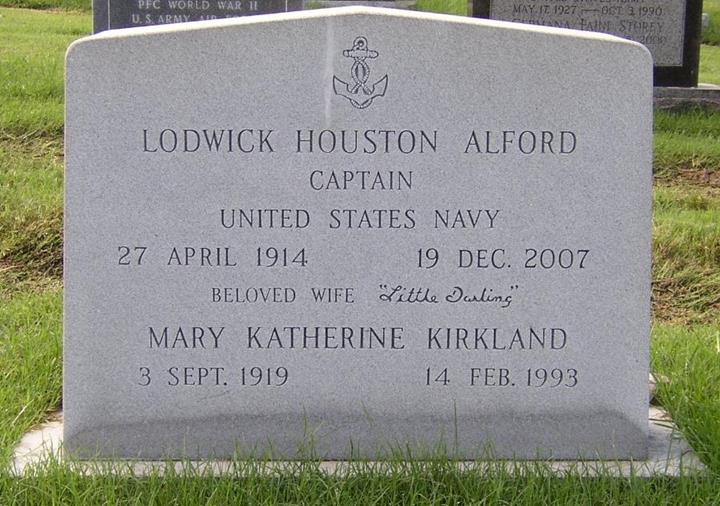 PFC WORLD WAR II
U.S. ARMY AIR
MAY 17, 1927 — OCT 3, 1990
LODWICK HOUSTON ALFORD
CAPTAIN
UNITED STATES NAVY
27 APRIL 1914 19 DEC. 2007
BELOVED WIFE "Little Darling"
MARY KATHERINE KIRKLAND
3 SEPT. 1919 14 FEB. 1993